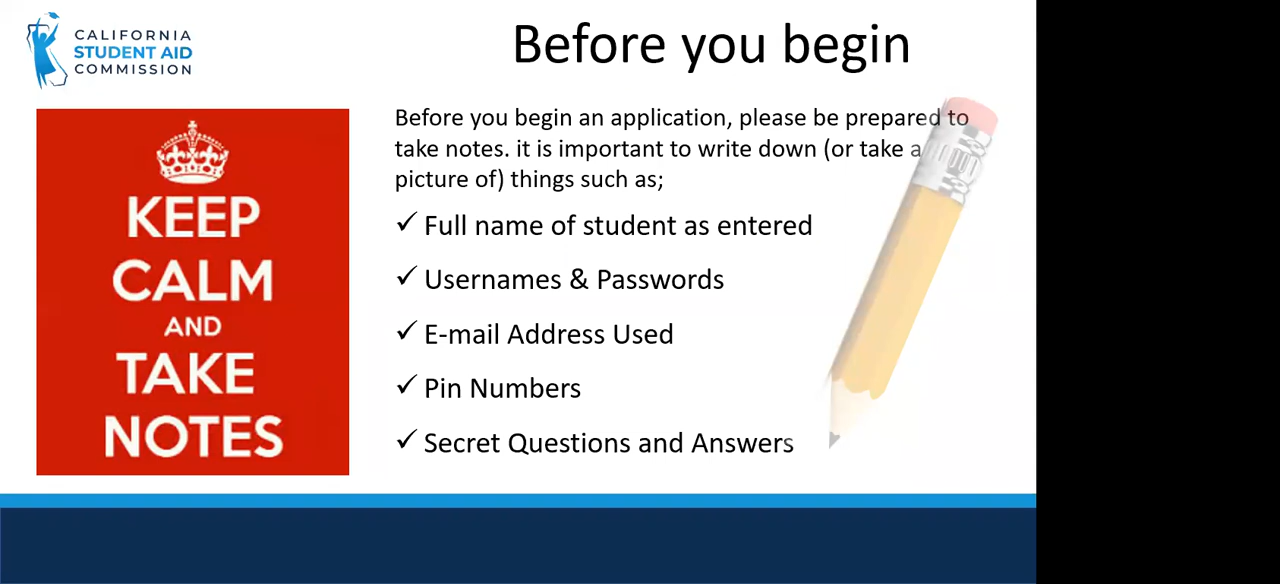 CALIFORNIA
STUDENT AID
COMMISSION
Before you begin
KEEP
CALM
AND
TAKE
NOTES
Before you begin an application, please be prepared to
take notes. it is important to write down (or take a
picture of) things such as;
✓ Full name of student as entered
✓ Usernames & Passwords
✓ E-mail Address Used
✓ Pin Numbers
✓ Secret Questions and Answers